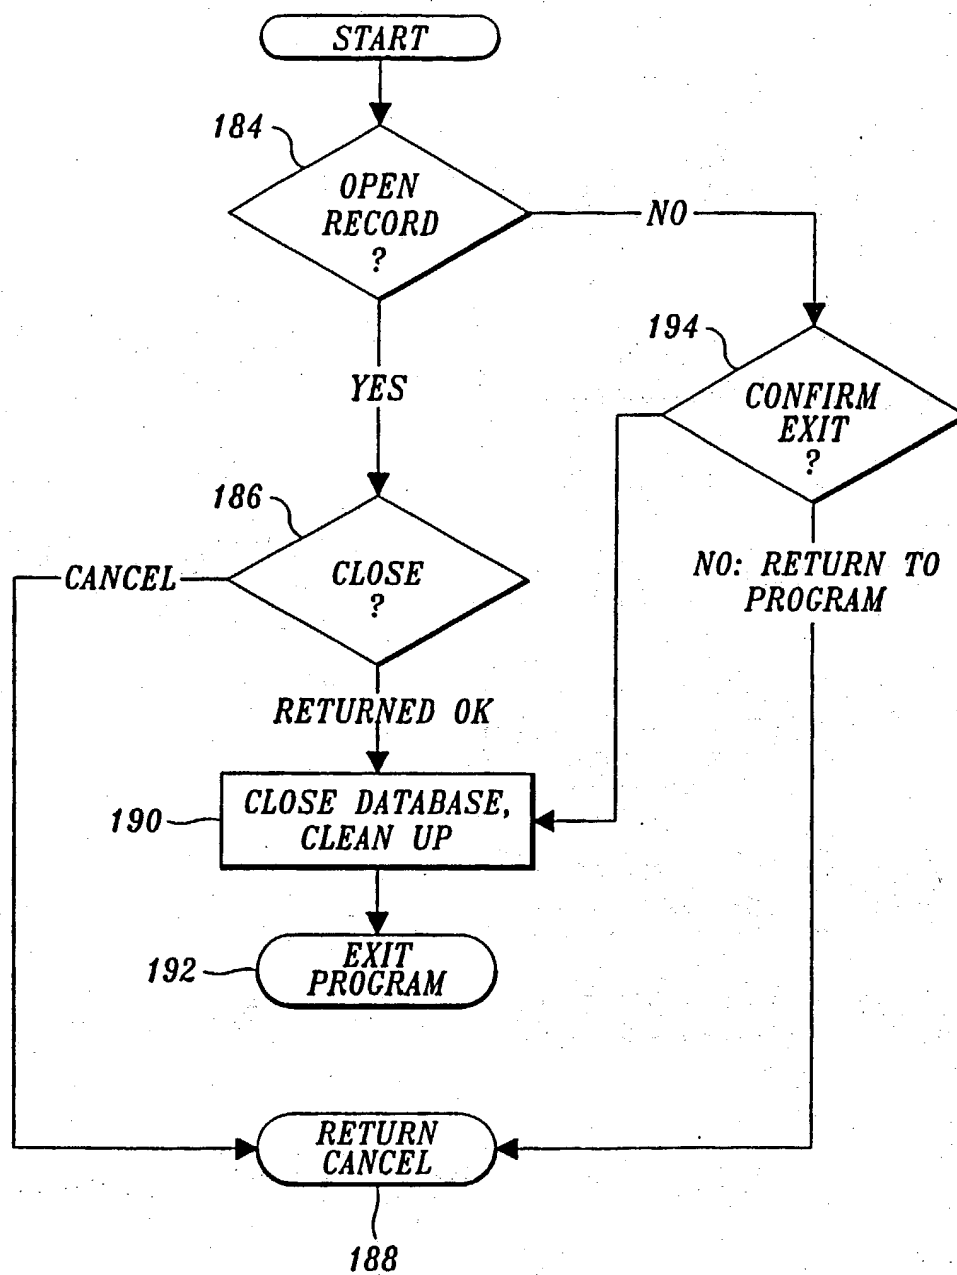 START
184
OPEN
RECORD
?
NO
194
CONFIRM
EXIT
?
YES
186
CLOSE
?
CANCEL
NO: RETURN TO
PROGRAM
RETURNED OK
190
CLOSE DATABASE,
CLEAN UP
192
EXIT
PROGRAM
RETURN
CANCEL
188